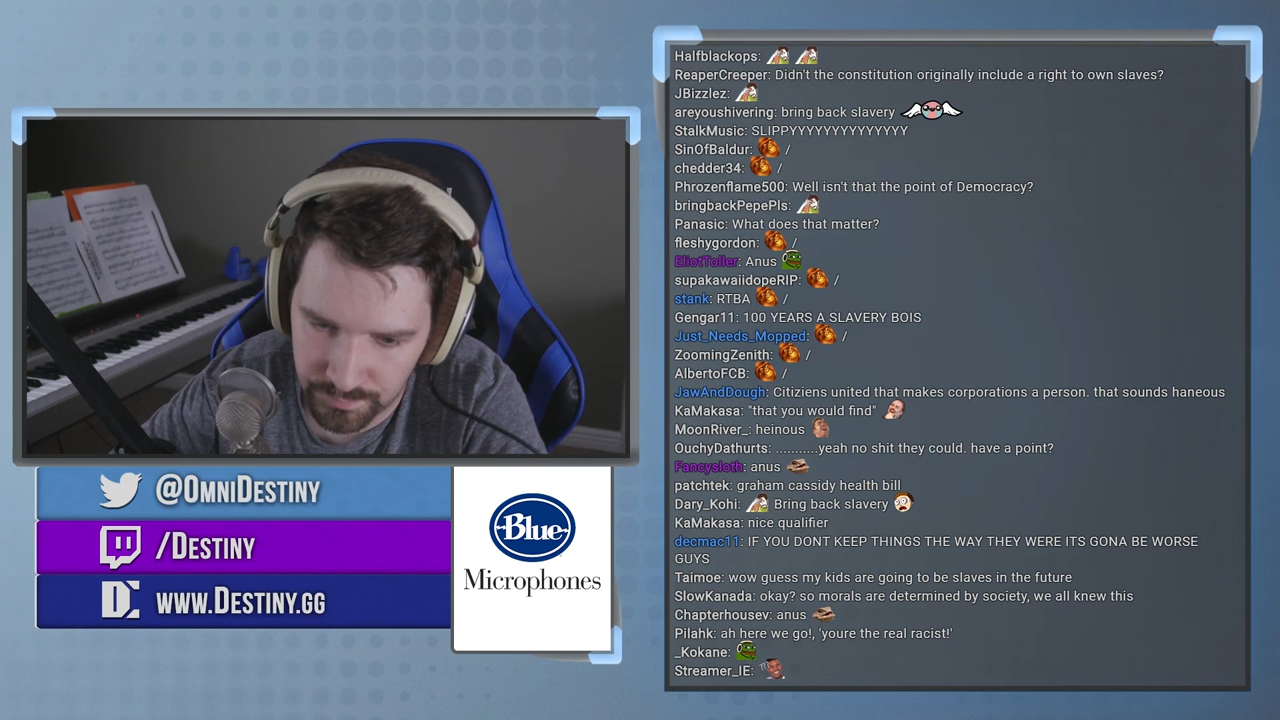 Halfblackops:
ReaperCreeper: Didn't the constitution originally include a right to own slaves?
JBizzlez:
areyoushivering: bring back slavery
StalkMusic: SLIPPYYYYYYYYYYYYYY
SinOfBaldur: /
chedder34: /
Phrozenflame500: Well isn't that the point of Democracy?
bringbackPepePls:
Panasic: What does that matter?
fleshygordon: /
EliotToller: Anus
supakawaiidopeRIP: /
stank: RTBA /
Gengar11: 100 YEARS A SLAVERY BOIS
Just_Needs_Mopped: /
ZoomingZenith: /
AlbertoFCB: /
JawAndDough: Citiziens united that makes corporations a person. that sounds haneous
KaMakasa: "that you would find"
MoonRiver_: heinous
OuchyDathurts: ...........yeah no shit they could. have a point?
Fancysloth: anus
patchtek: graham cassidy health bill
Dary_Kohi: Bring back slavery
KaMakasa: nice qualifier
decmac11: IF YOU DONT KEEP THINGS THE WAY THEY WERE ITS GONA BE WORSE
GUYS
Taimoe: wow guess my kids are going to be slaves in the future
SlowKanada: okay? so morals are determined by society, we all knew this
Chapterhousev: anus
Pilahk: ah here we go!, 'youre the real racist!'
_Kokane:
Streamer_IE:
@OmniDestiny
/Destiny
www.Destiny.gg
Blue
Microphones